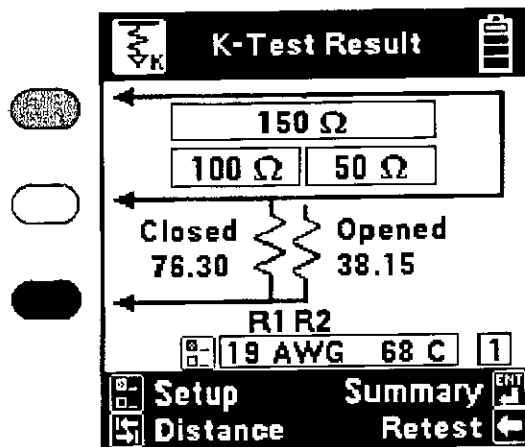 K
K-Test Result
150 Ω
100 Ω 50 Ω
Closed Opened
76.30 38.15
R1 R2
19 AWG 68 C 1
Setup Summary ENT
Distance Retest